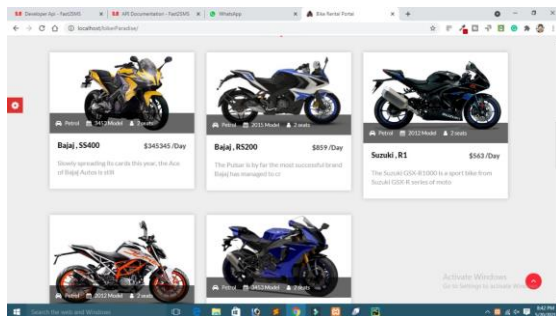 Developer Api - Fast2SMS
API Documentation - Fast2SMS
WhatsApp
Bike Rental Portal
localhost/bikerParadise/
Petrol 3453 Model 2 seats
Petrol 2015 Model 2 seats
Petrol 2012 Model 2 seats
Bajaj , SS400 $345345 /Day
Bajaj , RS200 $859 /Day
Suzuki , R1 $563 /Day
Slowly spreading its cards this year, the Ace
of Bajaj Autos is still
The Pulsar is by far the most successful brand
Bajaj has managed to cr
The Suzuki GSX-R1000 is a sport bike from
Suzuki GSX-R series of moto
Petrol 2012 Model 2 seats
Petrol 3453 Model 2 seats
Activate Windows
Go to Settings to activate Windows
Search the web and Windows
8:42 PM